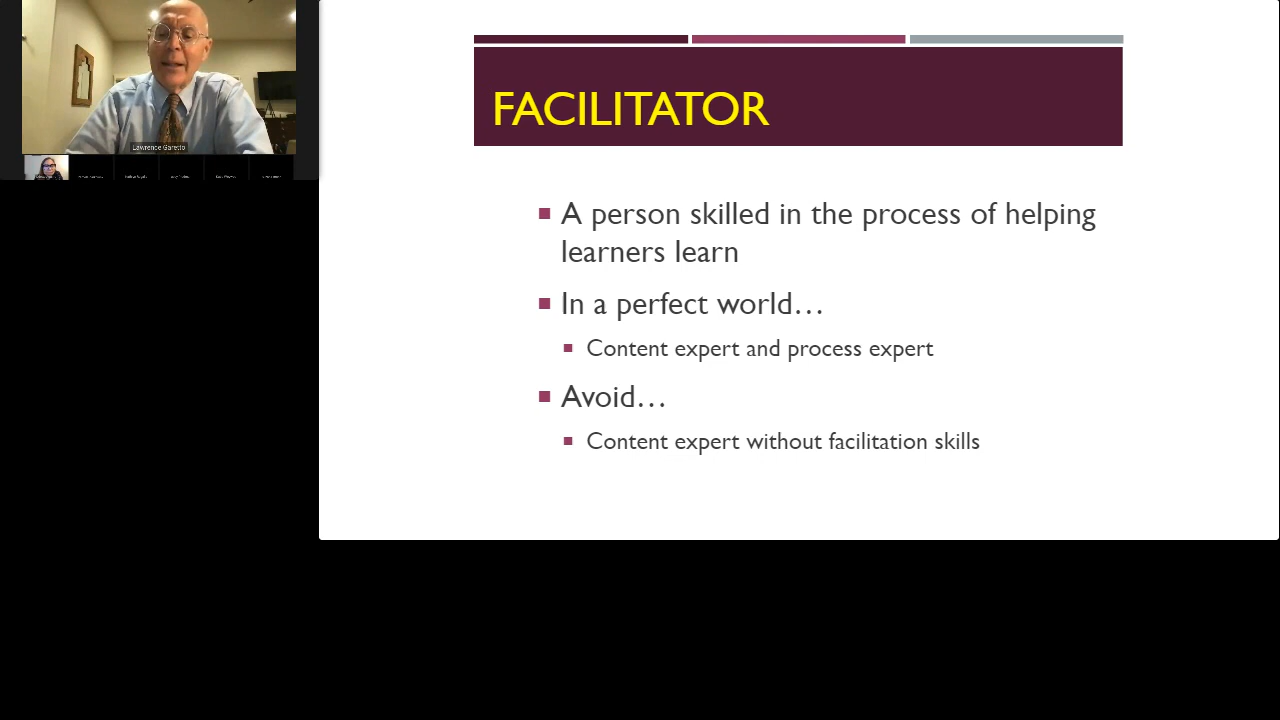 Lawrence Garetto
FACILITATOR
A person skilled in the process of helping
learners learn
In a perfect world…
Content expert and process expert
Avoid…
Content expert without facilitation skills